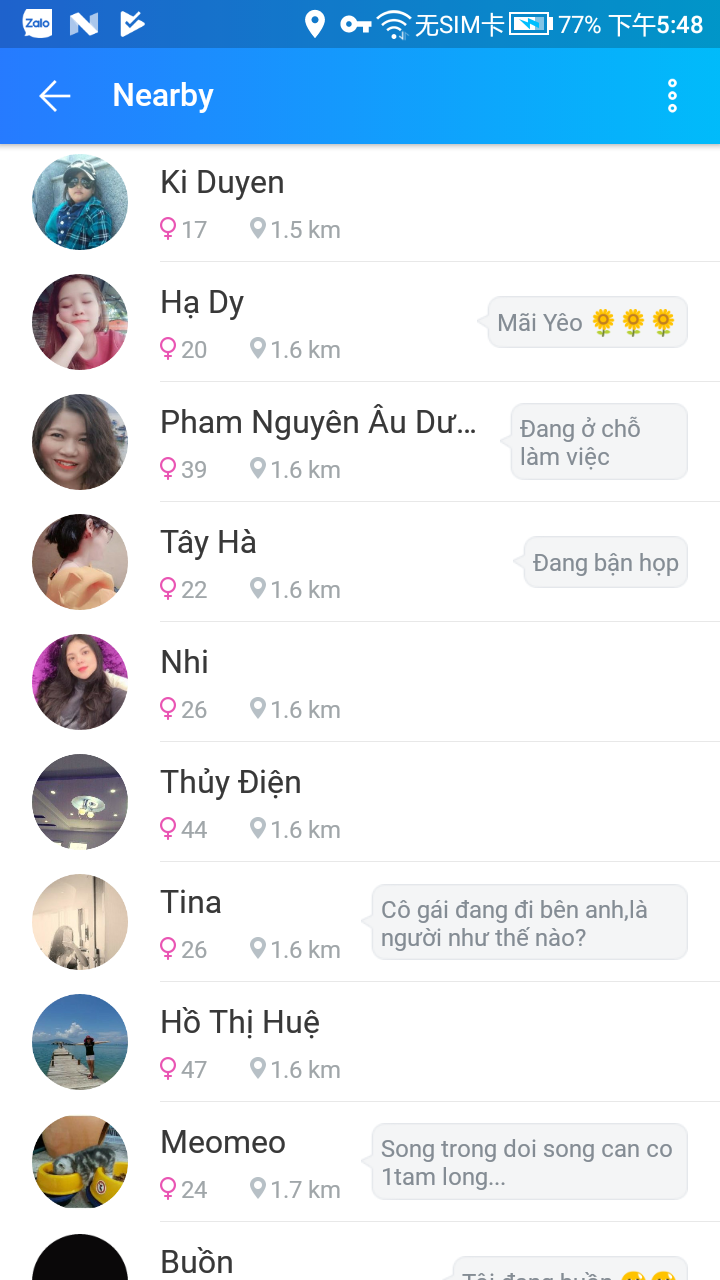 Zalo
无SIM卡 77% 下午5:48
Nearby
Ki Duyen
17 1.5 km
Hạ Dy
Mãi Yêo 🌻🌻🌻
20 1.6 km
Pham Nguyên Âu Dư...
Đang ở chỗ
làm việc
39 1.6 km
Tây Hà
Đang bận họp
22 1.6 km
Nhi
26 1.6 km
Thủy Điện
44 1.6 km
Tina
Cô gái đang đi bên anh,là
người như thế nào?
26 1.6 km
Hồ Thị Huệ
47 1.6 km
Meomeo
Song trong doi song can co
1tam long...
24 1.7 km
Buồn
Tôi đang buồn